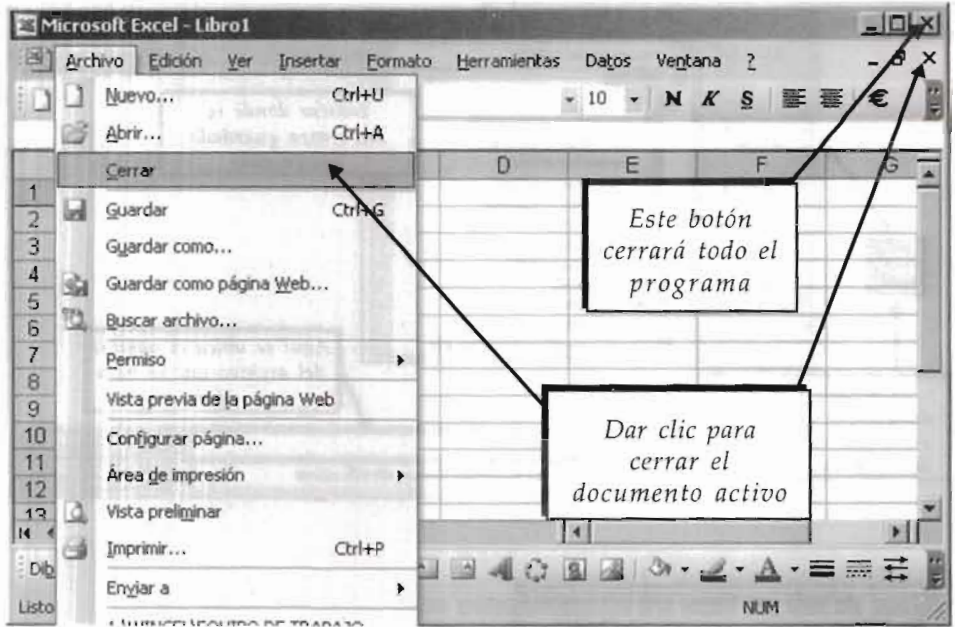 Microsoft Excel - Libro1
Archivo Edición Ver Insertar Formato Herramientas Datos Ventana ?
Nuevo... Ctrl+U
10 N K S €
Abrir... Ctrl+A
Cerrar
D E F G
1
Guardar Ctrl+G
2
Guardar como...
3
Guardar como página Web...
4
5
Buscar archivo...
6
Permiso
7
8
Vista previa de la página Web
9
Configurar página...
10
Área de impresión
11
12
Vista preliminar
13
Imprimir... Ctrl+P
Dib
Enviar a
Listo
NUM
Este botón
cerrará todo el
programa
Dar clic para
cerrar el
documento activo